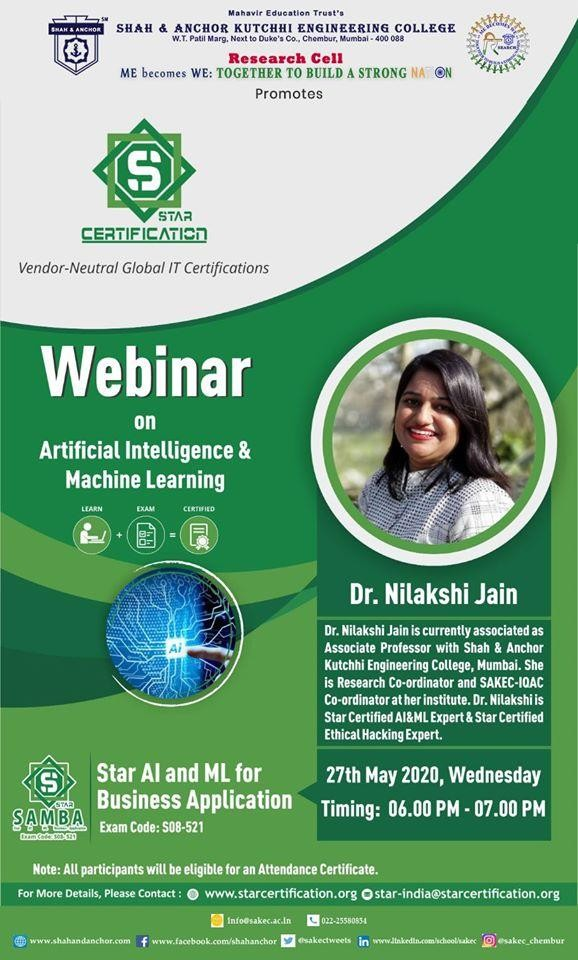 Mahavir Education Trust's
SHAH & ANCHOR KUTCHHI ENGINEERING COLLEGE
W.T. Patil Marg, Next to Duke's Co., Chembur, Mumbai - 400 088
SHAH & ANCHOR
SM
Research Cell
ME becomes WE: TOGETHER TO BUILD A STRONG NATION
Promotes
S
STAR
CERTIFICATION
Vendor-Neutral Global IT Certifications
Webinar
on
Artificial Intelligence &
Machine Learning
LEARN EXAM CERTIFIED
+ =
Ai
Dr. Nilakshi Jain
Dr. Nilakshi Jain is currently associated as
Associate Professor with Shah & Anchor
Kutchhi Engineering College, Mumbai. She
is Research Co-ordinator and SAKEC-IQAC
Co-ordinator at her institute. Dr. Nilakshi is
Star Certified AI&ML Expert & Star Certified
Ethical Hacking Expert.
S
STAR
SAMBA
Exam Code: S08-521
Star AI and ML for
Business Application
Exam Code: S08-521
27th May 2020, Wednesday
Timing: 06.00 PM - 07.00 PM
Note: All participants will be eligible for an Attendance Certificate.
For More Details, Please Contact : www.starcertification.org star-india@starcertification.org
info@sakec.ac.in 022-25580854
www.shahandanchor.com www.facebook.com/shahanchor @sakectweets www.linkedin.com/school/sakec @sakec_chembur